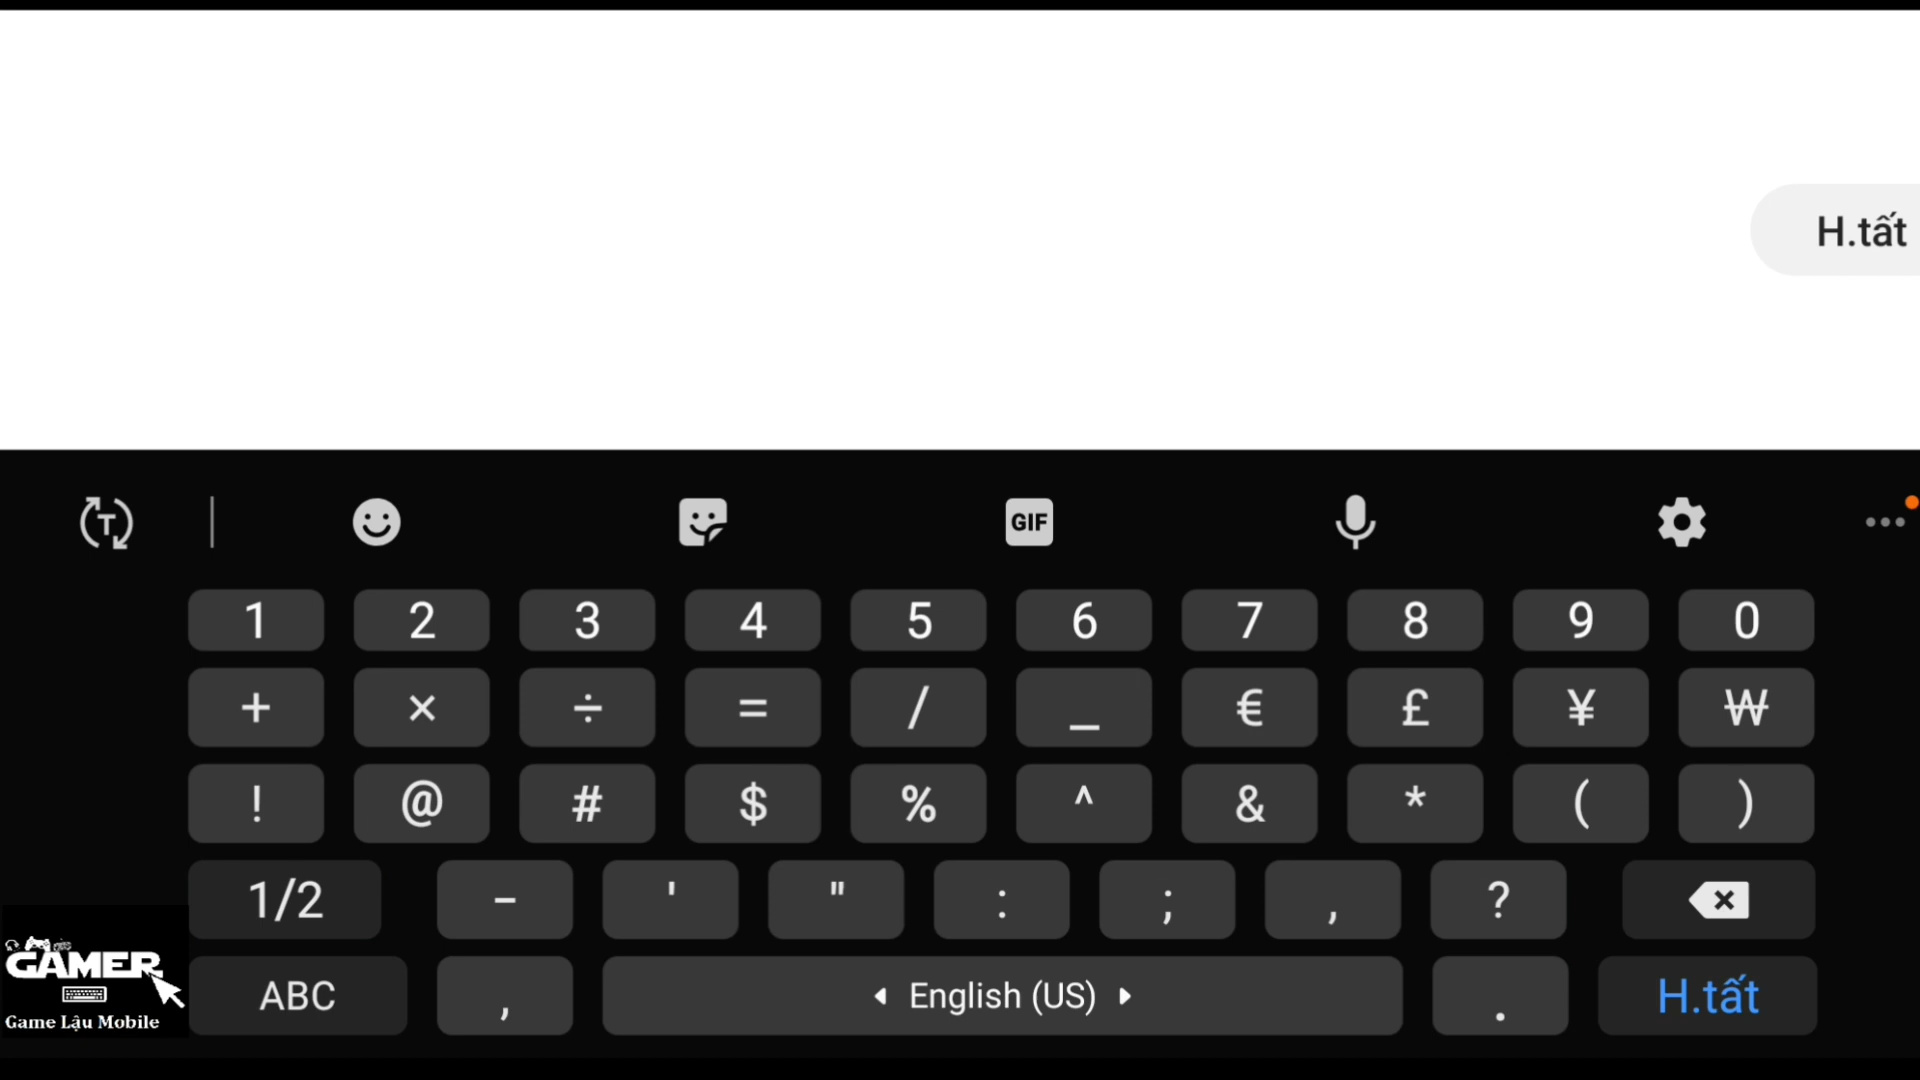 H.tất
T
GIF
1 2 3 4 5 6 7 8 9 0
+ × ÷ = / _ € £ ¥ ₩
! @ # $ % ^ & * ( )
1/2 - ' " : ; , ?
ABC , English (US) . H.tất
GAMER
Game Lậu Mobile